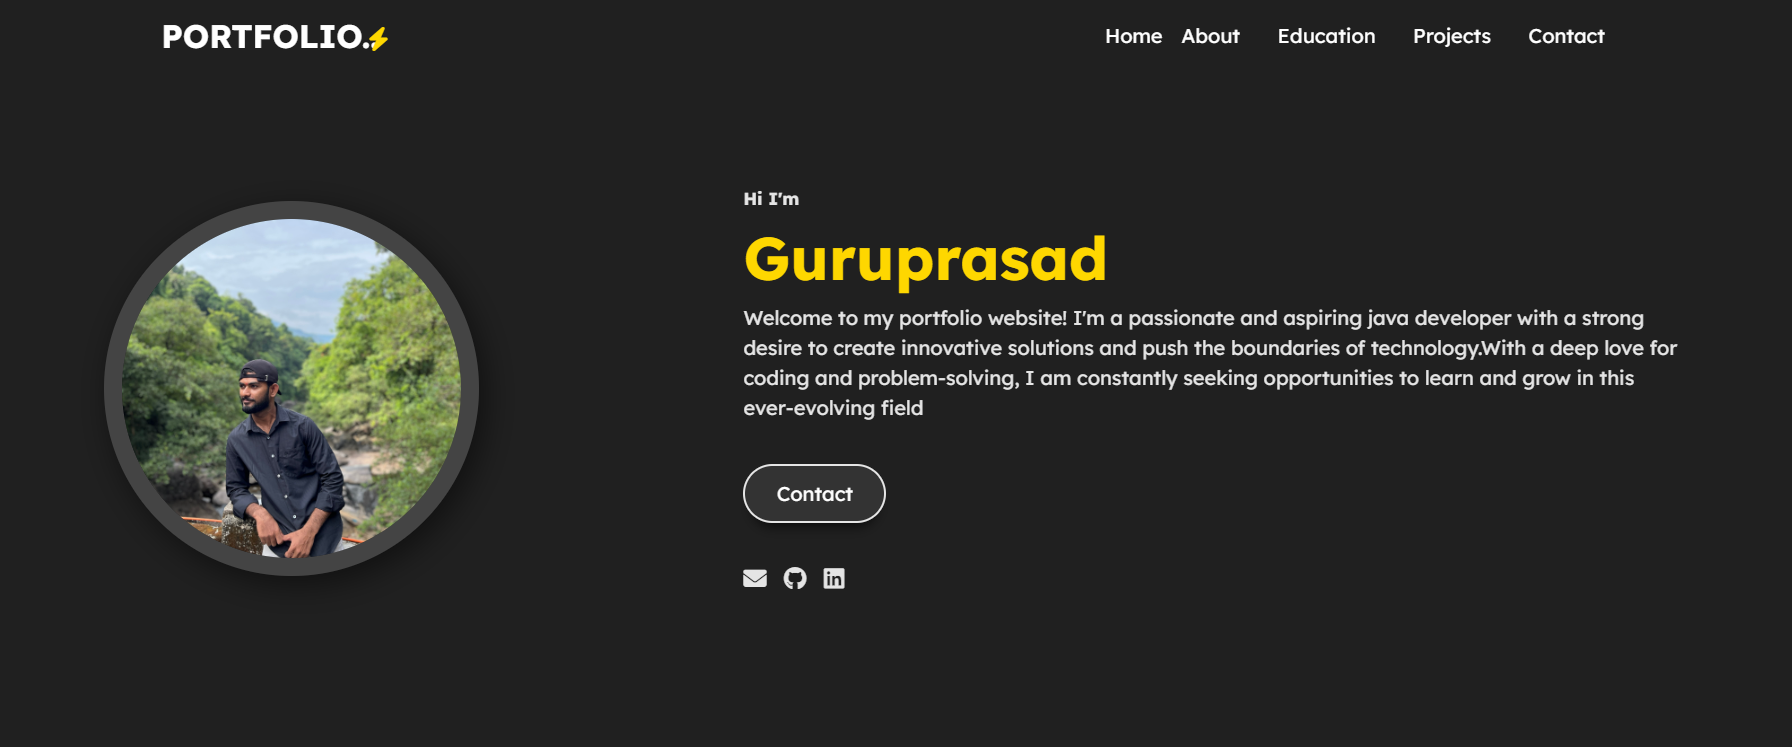 PORTFOLIO.
Home About Education Projects Contact
Hi I'm
Guruprasad
Welcome to my portfolio website! I'm a passionate and aspiring java developer with a strong
desire to create innovative solutions and push the boundaries of technology.With a deep love for
coding and problem-solving, I am constantly seeking opportunities to learn and grow in this
ever-evolving field
Contact
in